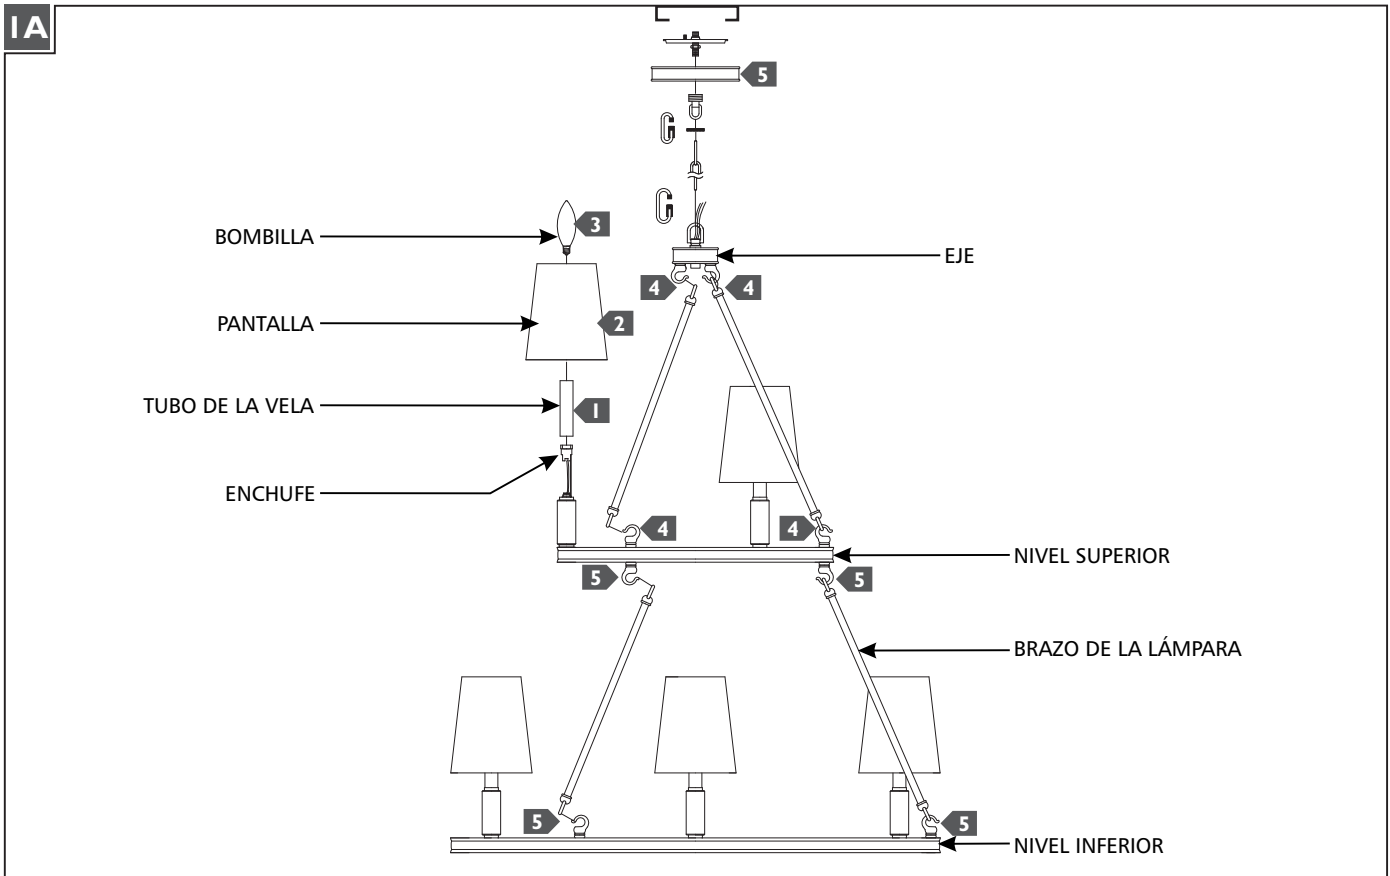 1A
5
3
BOMBILLA
EJE
4
4
2
PANTALLA
TUBO DE LA VELA
1
ENCHUFE
4
4
NIVEL SUPERIOR
5
5
BRAZO DE LA LÁMPARA
5
5
NIVEL INFERIOR